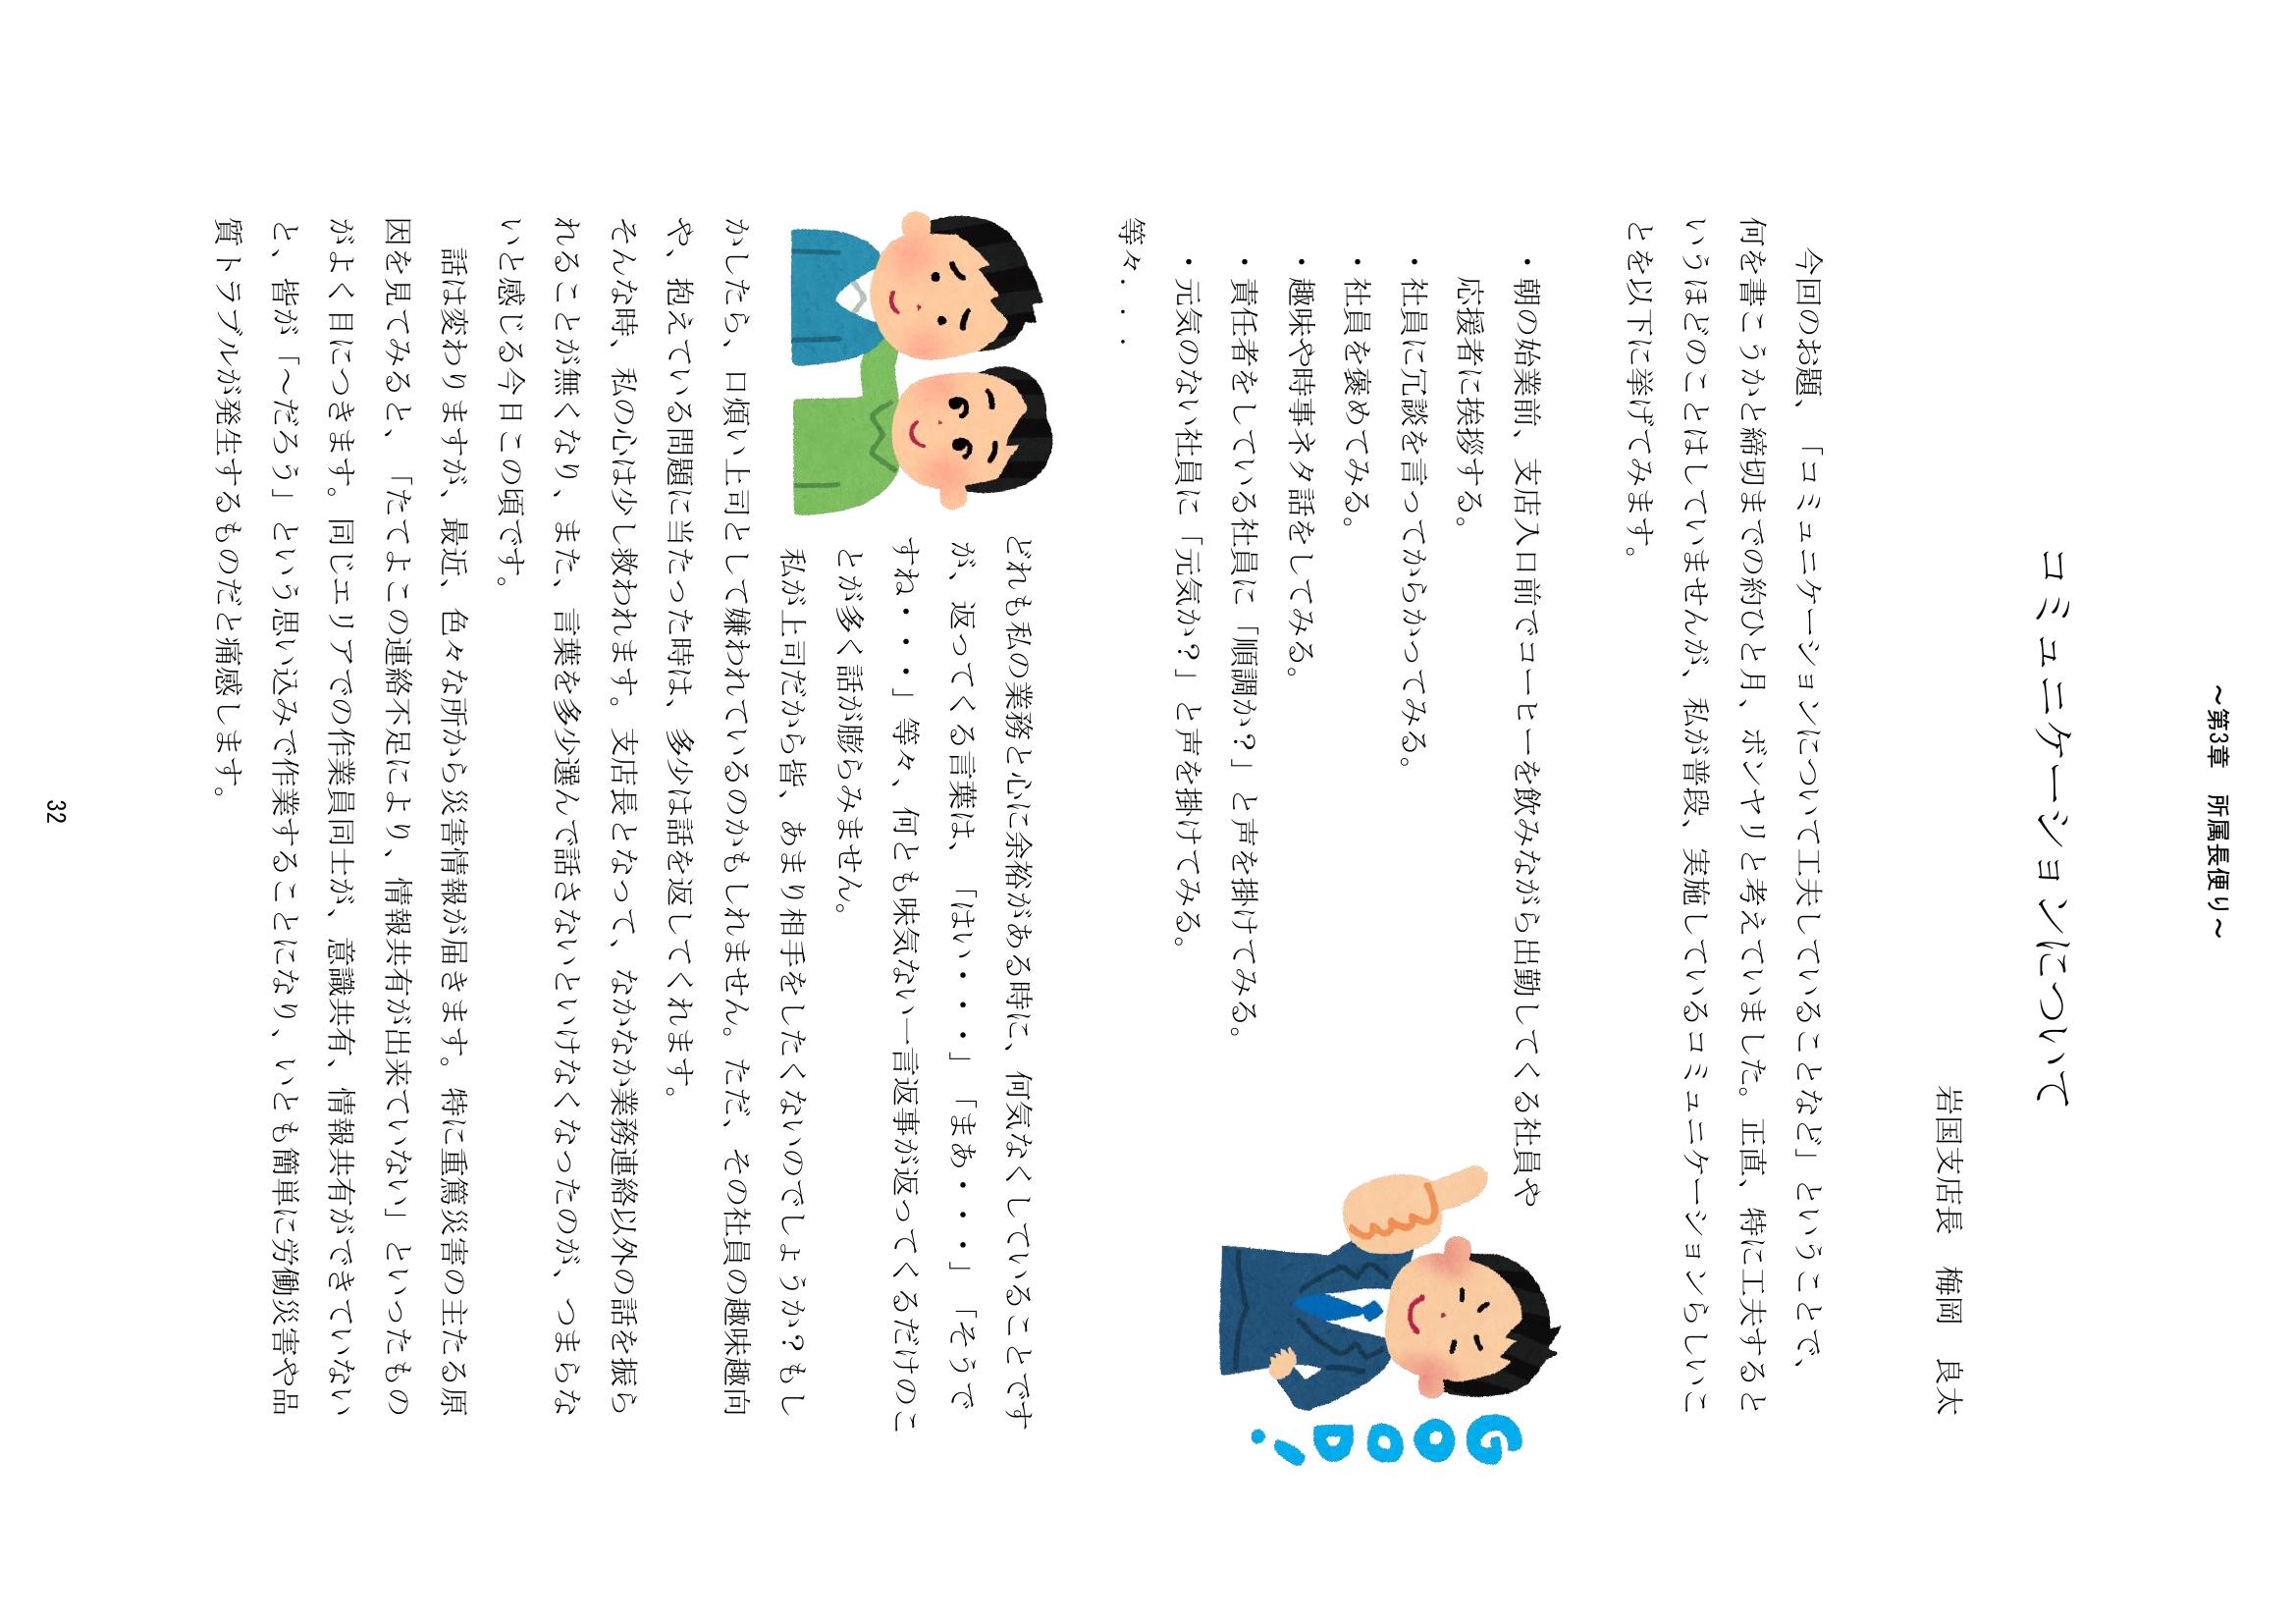 ～第3章　所属長便り～
コミュニケーションについて
岩国支店長　梅岡　良太
今回のお題、「コミュニケーションについて工夫していることなど」ということで、
何を書こうかと締切までの約ひと月、ボンヤリと考えていました。正直、特に工夫すると
いうほどのことはしていませんが、私が普段、実施しているコミュニケーションらしいこ
とを以下に挙げてみます。
・朝の始業前、支店入口前でコーヒーを飲みながら出勤してくる社員や
応援者に挨拶する。
・社員に冗談を言ってからかってみる。
・社員を褒めてみる。
・趣味や時事ネタ話をしてみる。
・責任者をしている社員に「順調か？」と声を掛けてみる。
・元気のない社員に「元気か？」と声を掛けてみる。
等々・・・
GOOD!
どれも私の業務と心に余裕がある時に、何気なくしていることです
が、返ってくる言葉は、「はい・・・」「まあ・・・」「そうで
すね・・・」等々、何とも味気ない一言返事が返ってくるだけのこ
とが多く話が膨らみません。
私が上司だから皆、あまり相手をしたくないのでしょうか？もし
かしたら、口煩い上司として嫌われているのかもしれません。ただ、その社員の趣味趣向
や、抱えている問題に当たった時は、多少は話を返してくれます。
そんな時、私の心は少し救われます。支店長となって、なかなか業務連絡以外の話を振ら
れることが無くなり、また、言葉を多少選んで話さないといけなくなったのが、つまらな
いと感じる今日この頃です。
話は変わりますが、最近、色々な所から災害情報が届きます。特に重篤災害の主たる原
因を見てみると、「たてよこの連絡不足により、情報共有が出来ていない」といったもの
がよく目につきます。同じエリアでの作業員同士が、意識共有、情報共有ができていない
と、皆が「～だろう」という思い込みで作業することになり、いとも簡単に労働災害や品
質トラブルが発生するものだと痛感します。
32